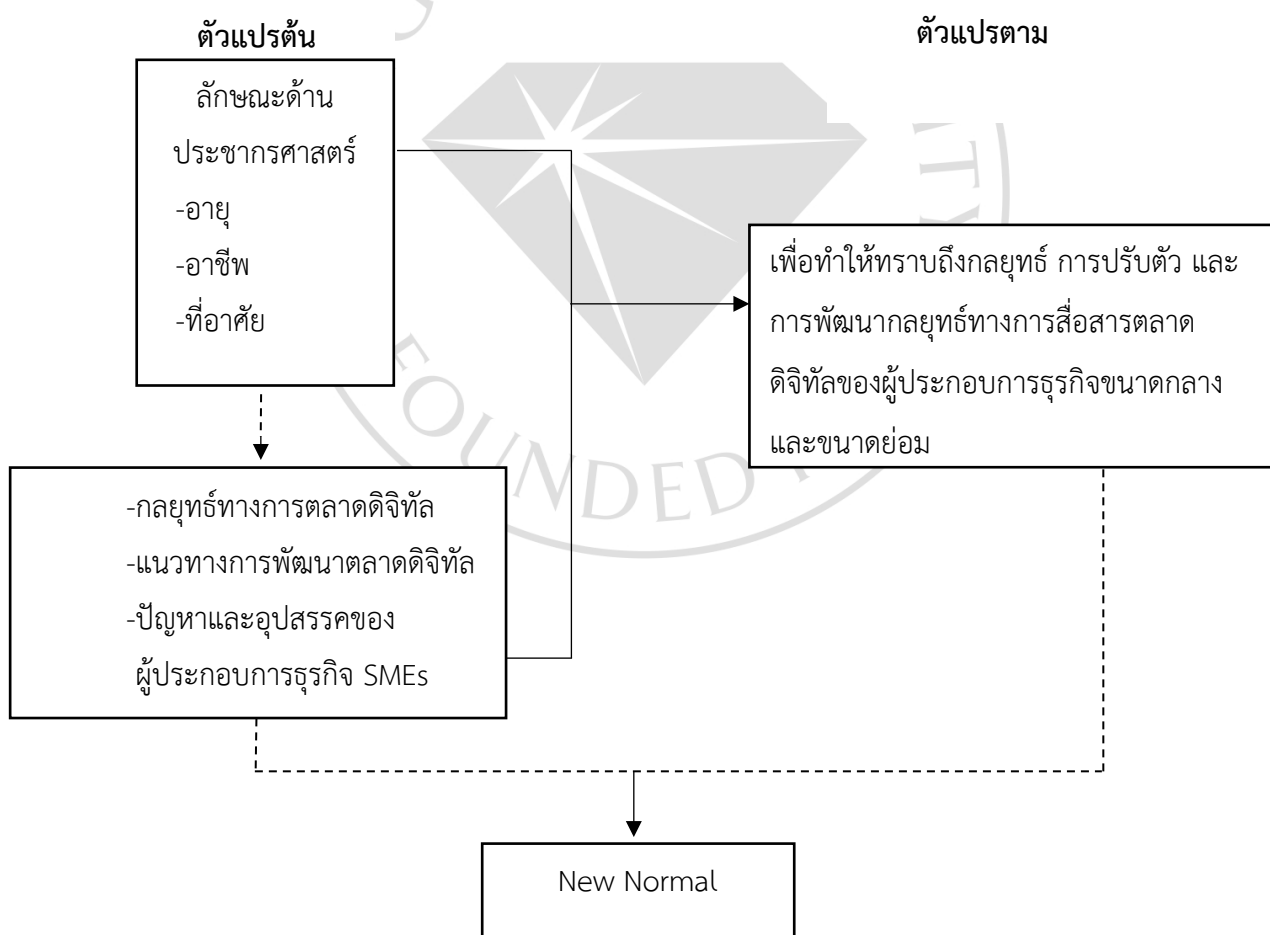 ตัวแปรต้น
ตัวแปรตาม
ลักษณะด้าน
ประชากรศาสตร์
-อายุ
-อาชีพ
-ที่อาศัย
เพื่อทำให้ทราบถึงกลยุทธ์ การปรับตัว และ
การพัฒนากลยุทธ์ทางการสื่อสารตลาด
ดิจิทัลของผู้ประกอบการธุรกิจขนาดกลาง
และขนาดย่อม
-กลยุทธ์ทางการตลาดดิจิทัล
-แนวทางการพัฒนาตลาดดิจิทัล
-ปัญหาและอุปสรรคของ
ผู้ประกอบการธุรกิจ SMEs
New Normal
FOUNDED